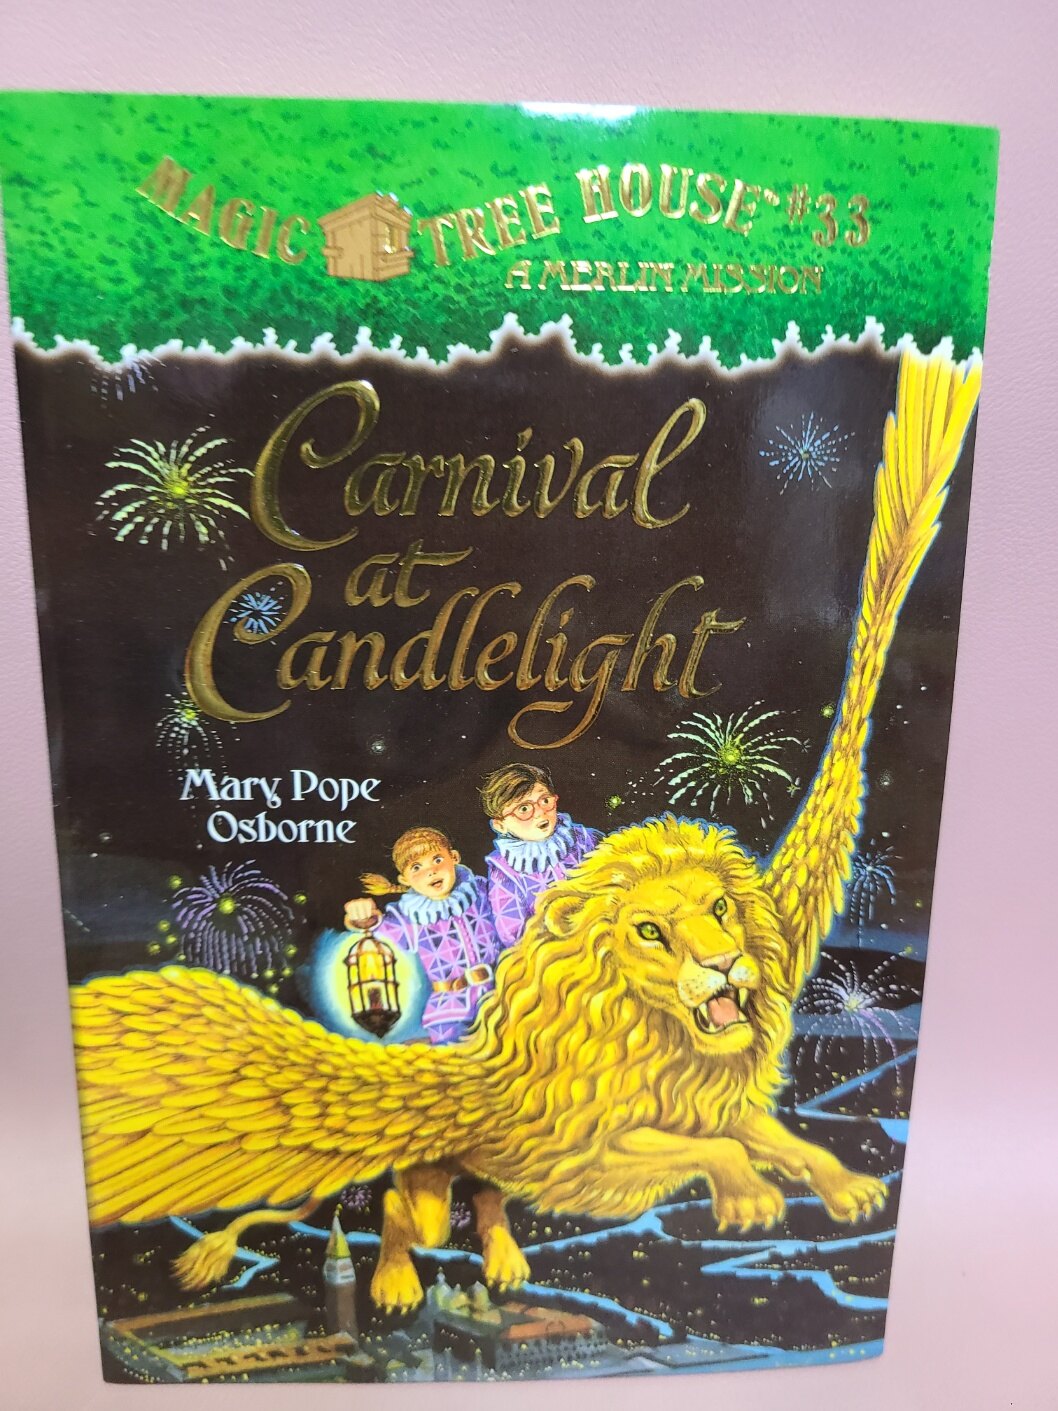 MAGIC TREE HOUSE™ #33
A MERLIN MISSION
Carnival
at
Candlelight
Mary Pope
Osborne